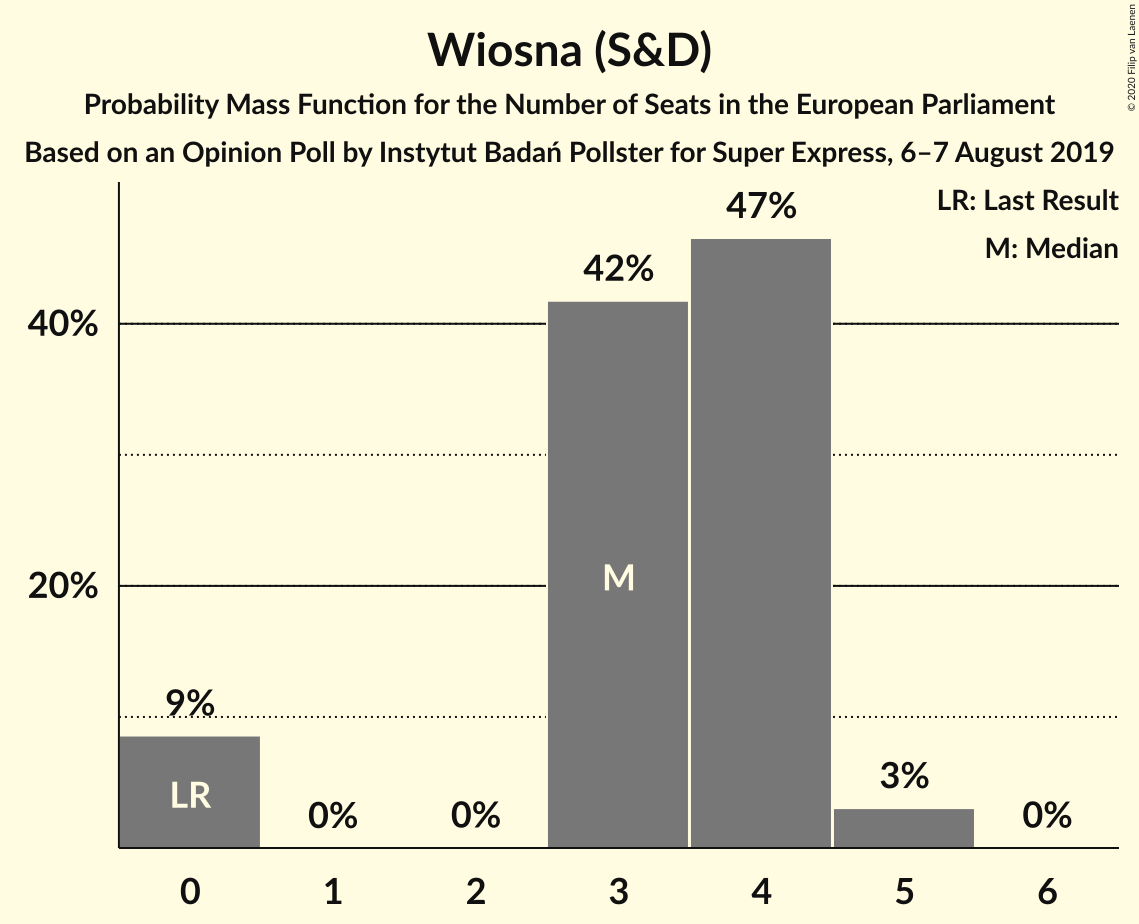 Wiosna (S&D)
Probability Mass Function for the Number of Seats in the European Parliament
Based on an Opinion Poll by Instytut Badań Pollster for Super Express, 6–7 August 2019
© 2020 Filip van Laenen
LR: Last Result
M: Median
47%
42%
40%
M
20%
9%
LR
0%
0%
3%
0%
0 1 2 3 4 5 6